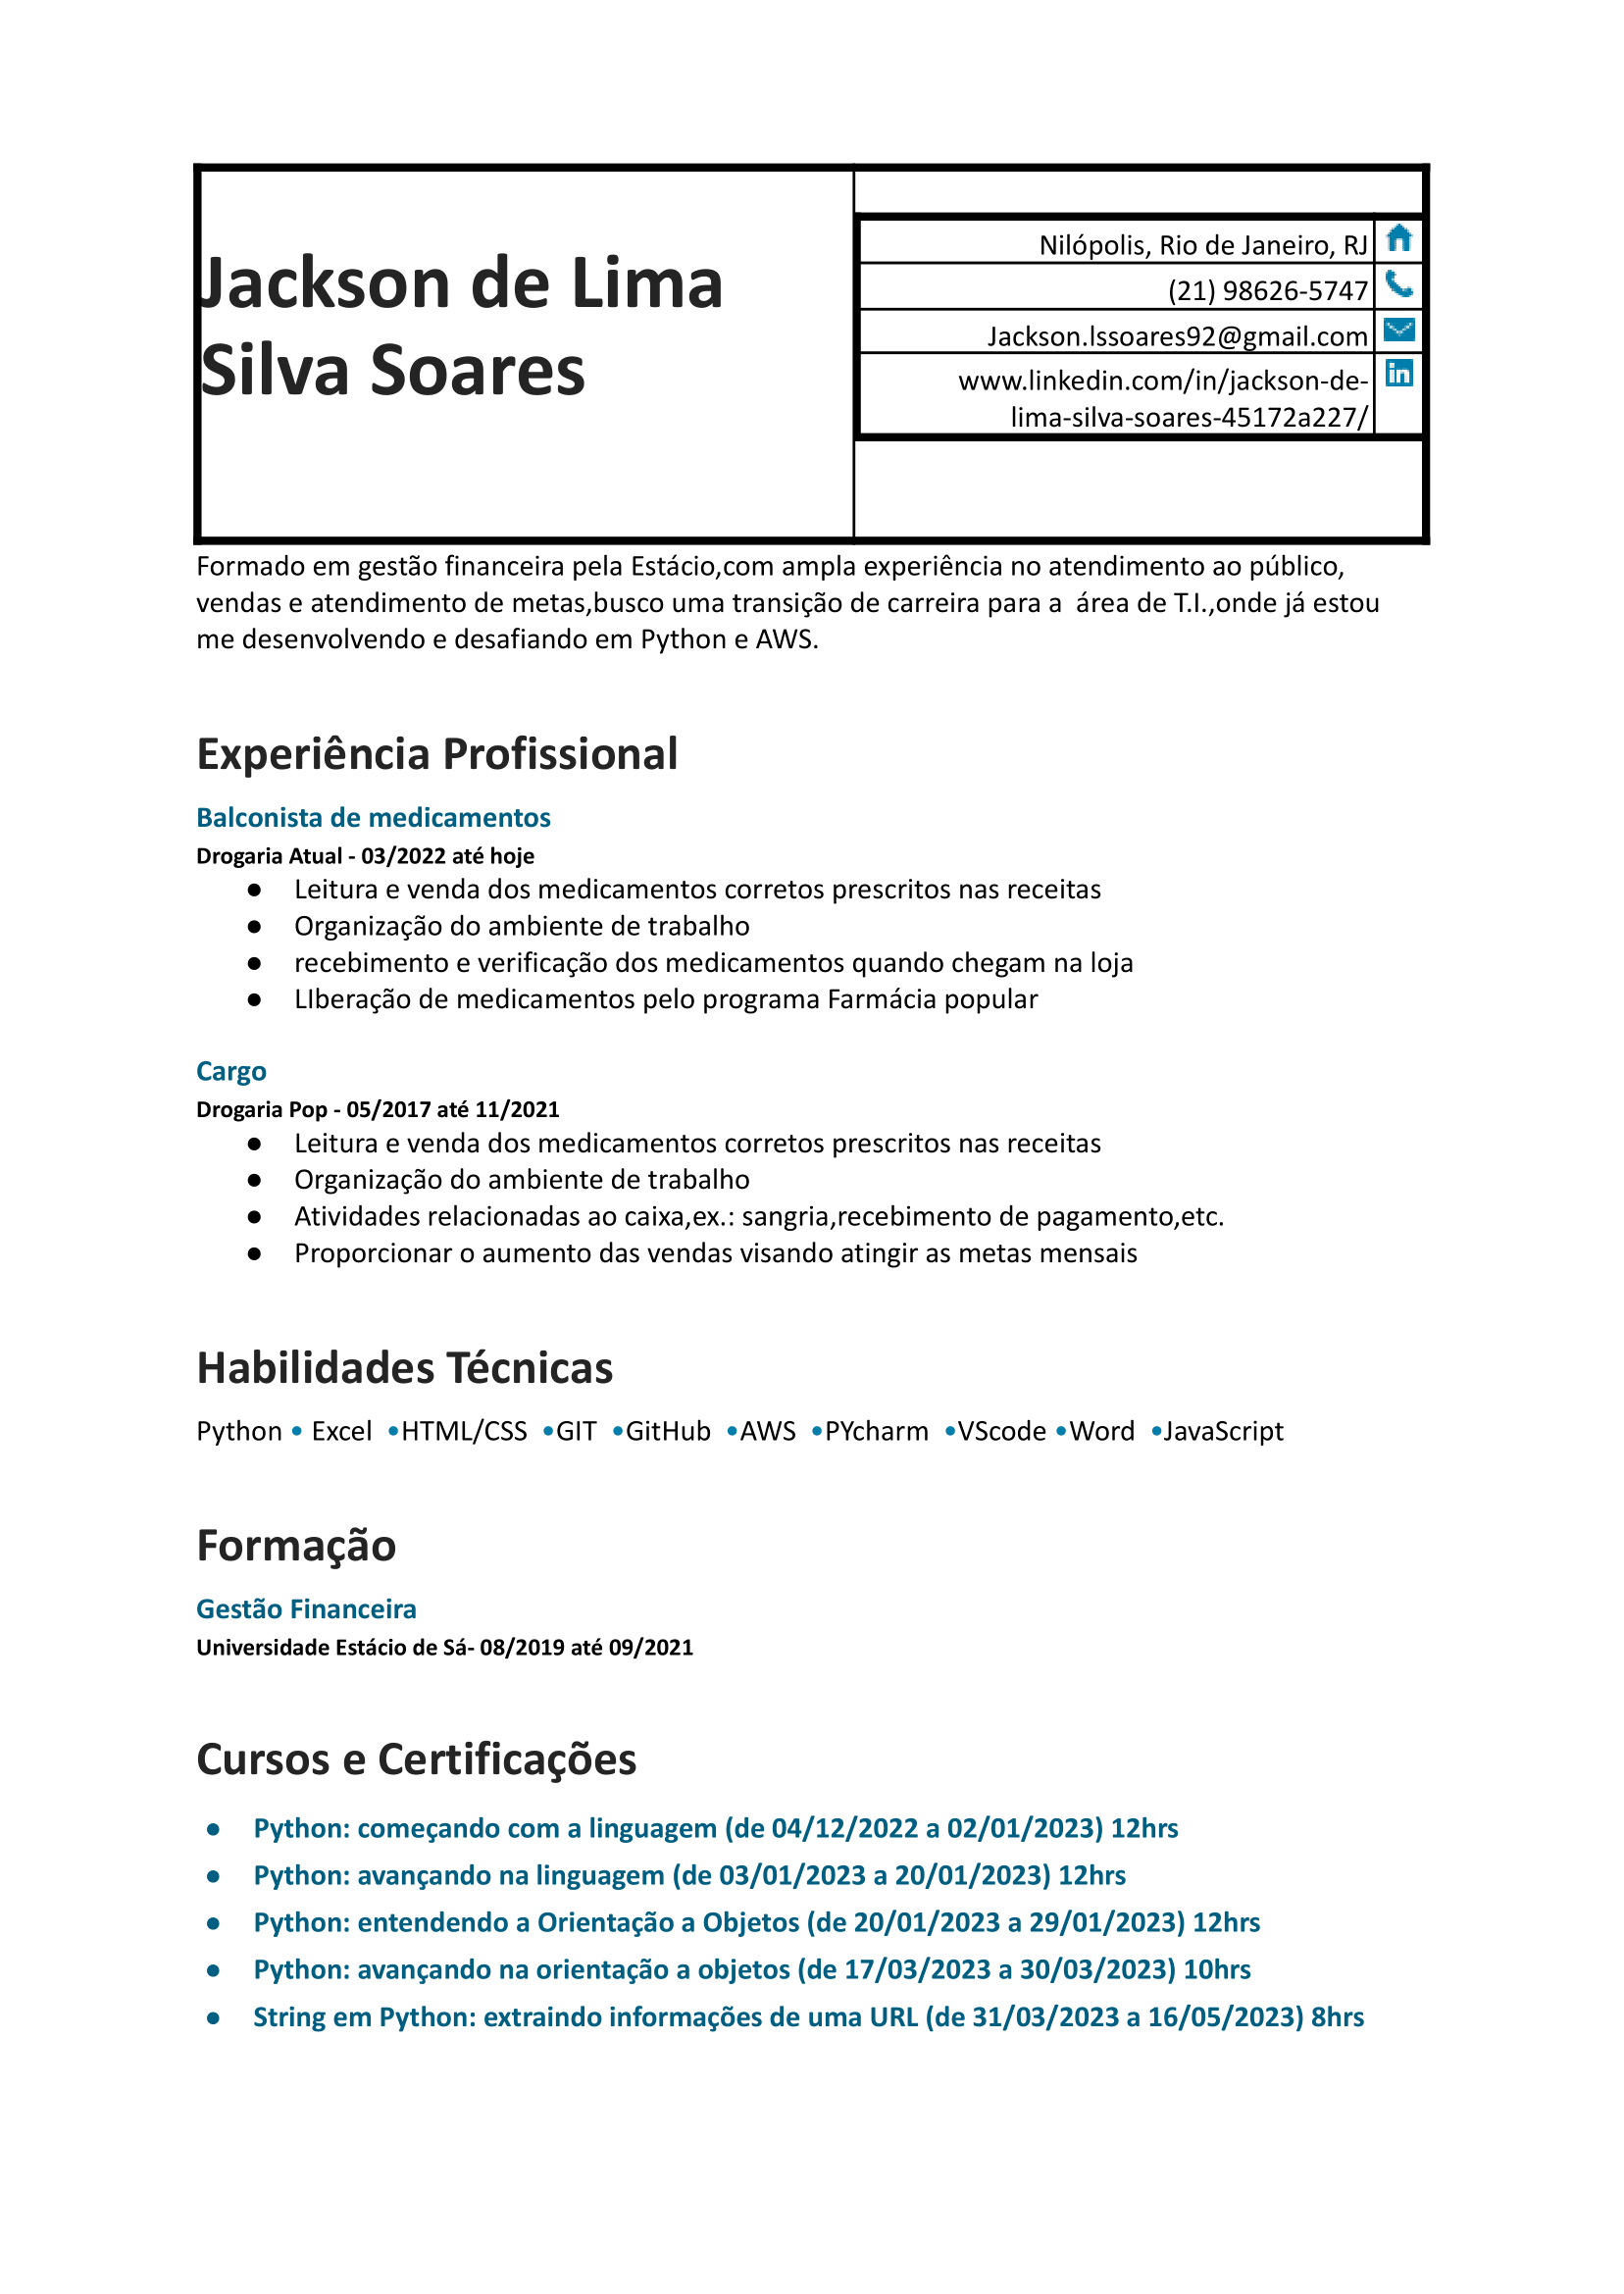 Jackson de Lima
Silva Soares
Nilópolis, Rio de Janeiro, RJ
(21) 98626-5747
Jackson.lssoares92@gmail.com
www.linkedin.com/in/jackson-de-
lima-silva-soares-45172a227/
Formado em gestão financeira pela Estácio,com ampla experiência no atendimento ao público,
vendas e atendimento de metas,busco uma transição de carreira para a  área de T.I.,onde já estou
me desenvolvendo e desafiando em Python e AWS.
Experiência Profissional
Balconista de medicamentos
Drogaria Atual - 03/2022 até hoje
● Leitura e venda dos medicamentos corretos prescritos nas receitas
● Organização do ambiente de trabalho
● recebimento e verificação dos medicamentos quando chegam na loja
● LIberação de medicamentos pelo programa Farmácia popular
Cargo
Drogaria Pop - 05/2017 até 11/2021
● Leitura e venda dos medicamentos corretos prescritos nas receitas
● Organização do ambiente de trabalho
● Atividades relacionadas ao caixa,ex.: sangria,recebimento de pagamento,etc.
● Proporcionar o aumento das vendas visando atingir as metas mensais
Habilidades Técnicas
Python • Excel  •HTML/CSS  •GIT  •GitHub  •AWS  •PYcharm  •VScode •Word  •JavaScript
Formação
Gestão Financeira
Universidade Estácio de Sá- 08/2019 até 09/2021
Cursos e Certificações
● Python: começando com a linguagem (de 04/12/2022 a 02/01/2023) 12hrs
● Python: avançando na linguagem (de 03/01/2023 a 20/01/2023) 12hrs
● Python: entendendo a Orientação a Objetos (de 20/01/2023 a 29/01/2023) 12hrs
● Python: avançando na orientação a objetos (de 17/03/2023 a 30/03/2023) 10hrs
● String em Python: extraindo informações de uma URL (de 31/03/2023 a 16/05/2023) 8hrs